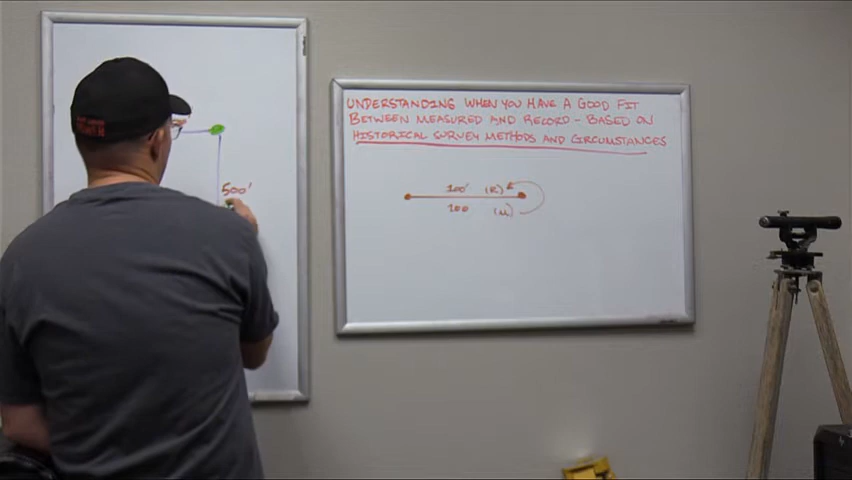 500'
UNDERSTANDING WHEN YOU HAVE A GOOD FIT
BETWEEN MEASURED AND RECORD - BASED ON
HISTORICAL SURVEY METHODS AND CIRCUMSTANCES
100' (R)
100 (M)